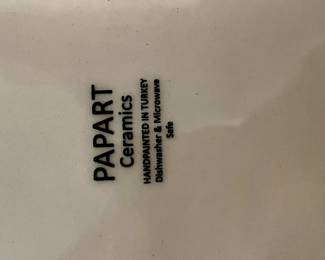 PAPART
Ceramics
HANDPAINTED IN TURKEY
Dishwasher & Microwave
Safe